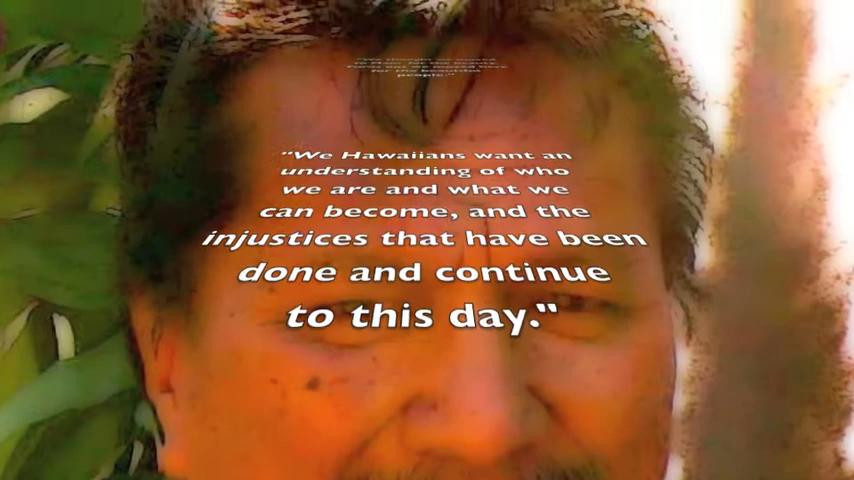 people."
"We Hawaiians want an
understanding of who
we are and what we
can become, and the
injustices that have been
done and continue
to this day."